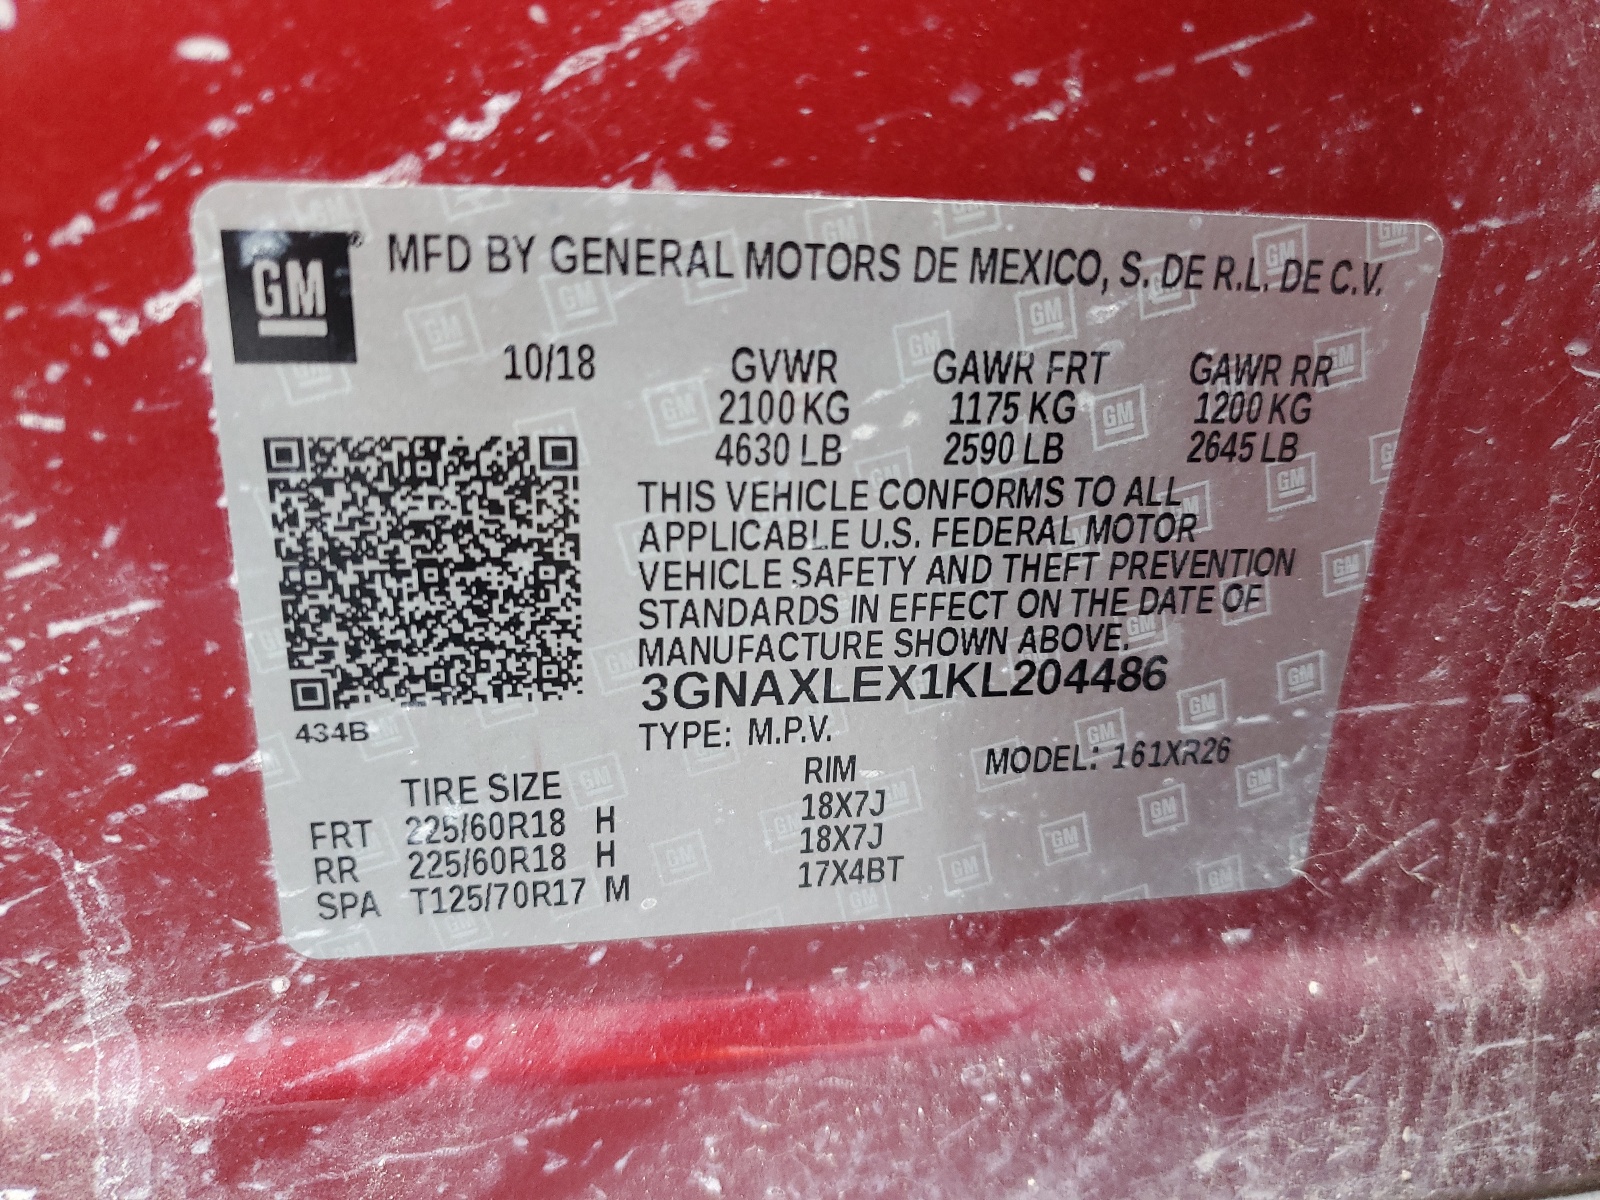 GM® MFD BY GENERAL MOTORS DE MEXICO, S. DE R.L. DE C.V.
10/18 GVWR GAWR FRT GAWR RR
2100 KG 1175 KG 1200 KG
4630 LB 2590 LB 2645 LB
THIS VEHICLE CONFORMS TO ALL
APPLICABLE U.S. FEDERAL MOTOR
VEHICLE SAFETY AND THEFT PREVENTION
STANDARDS IN EFFECT ON THE DATE OF
MANUFACTURE SHOWN ABOVE.
3GNAXLEX1KL204486
434B
TYPE: M.P.V. MODEL: 161XR26
TIRE SIZE RIM
FRT 225/60R18 H 18X7J
RR 225/60R18 H 18X7J
SPA T125/70R17 M 17X4BT